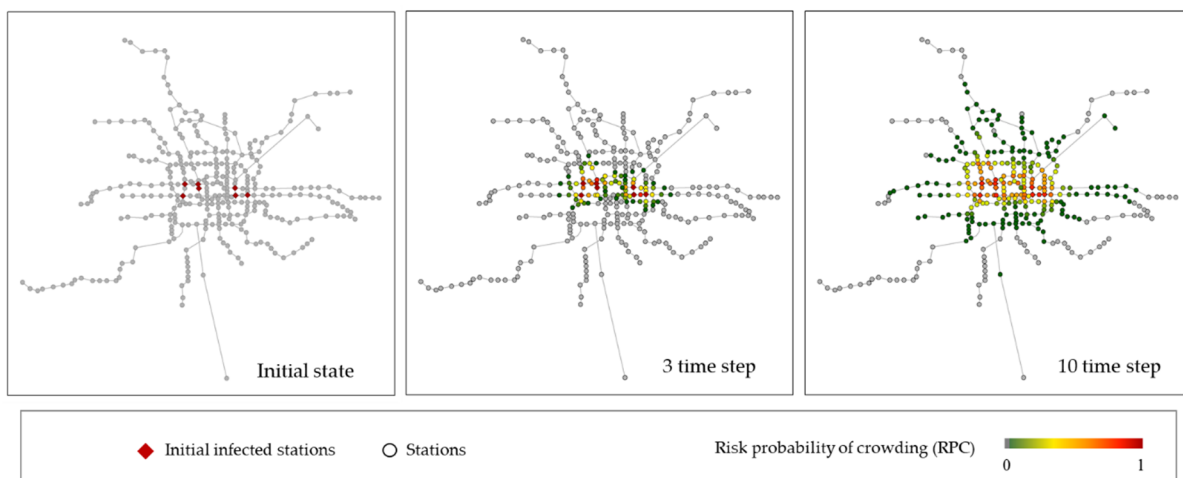 Initial state
3 time step
10 time step
Initial infected stations
Stations
Risk probability of crowding (RPC)
0
1